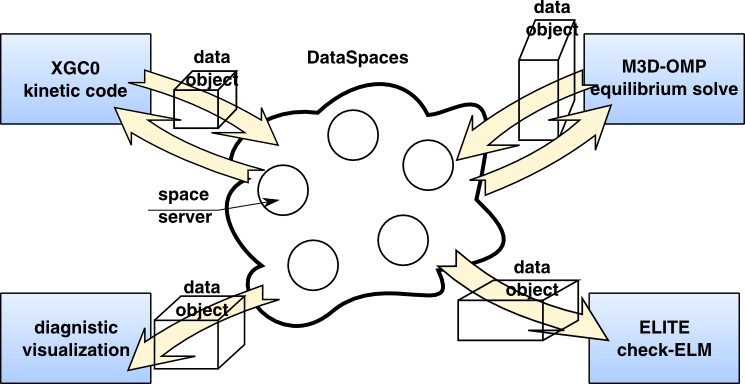 data
object
data
object
DataSpaces
XGC0
kinetic code
M3D-OMP
equilibrium solve
space
server
data
object
data
object
diagnostic
visualization
ELITE
check-ELM